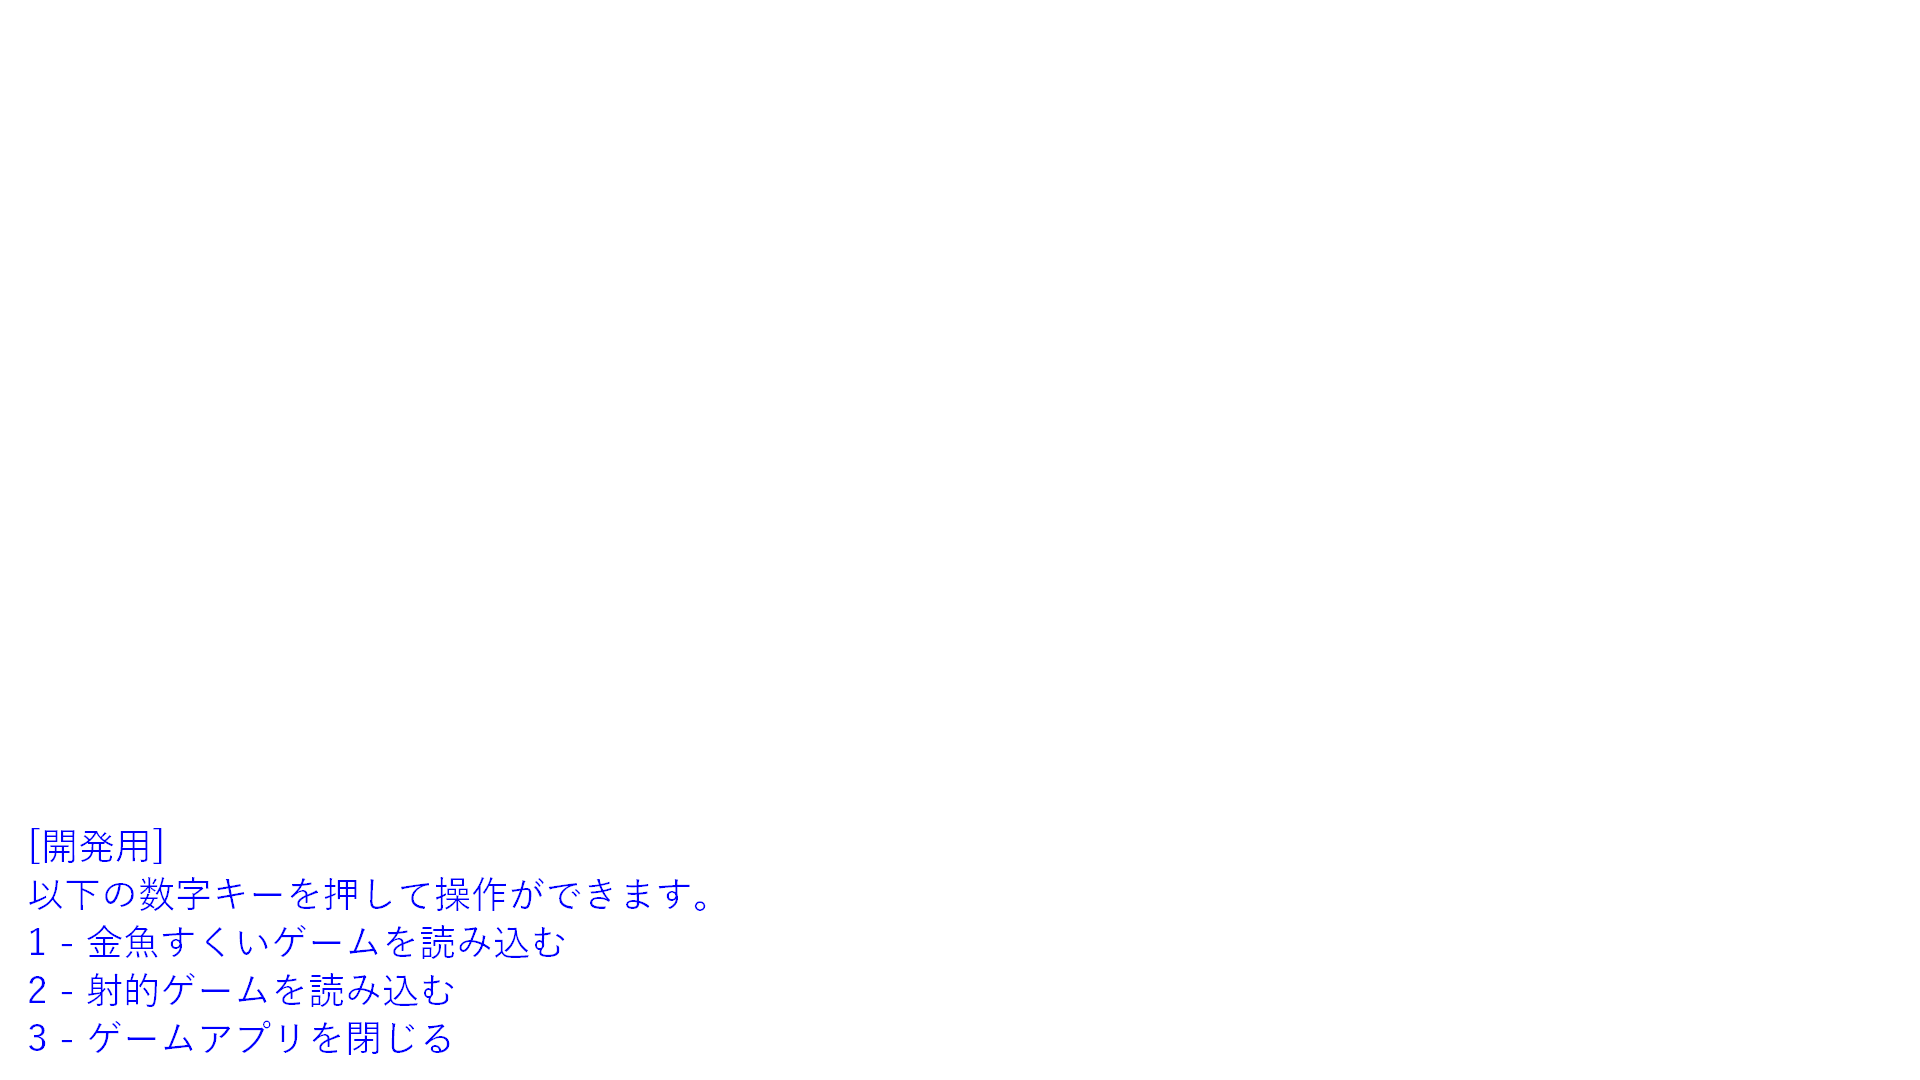 [開発用]
以下の数字キーを押して操作ができます。
1 - 金魚すくいゲームを読み込む
2 - 射的ゲームを読み込む
3 - ゲームアプリを閉じる